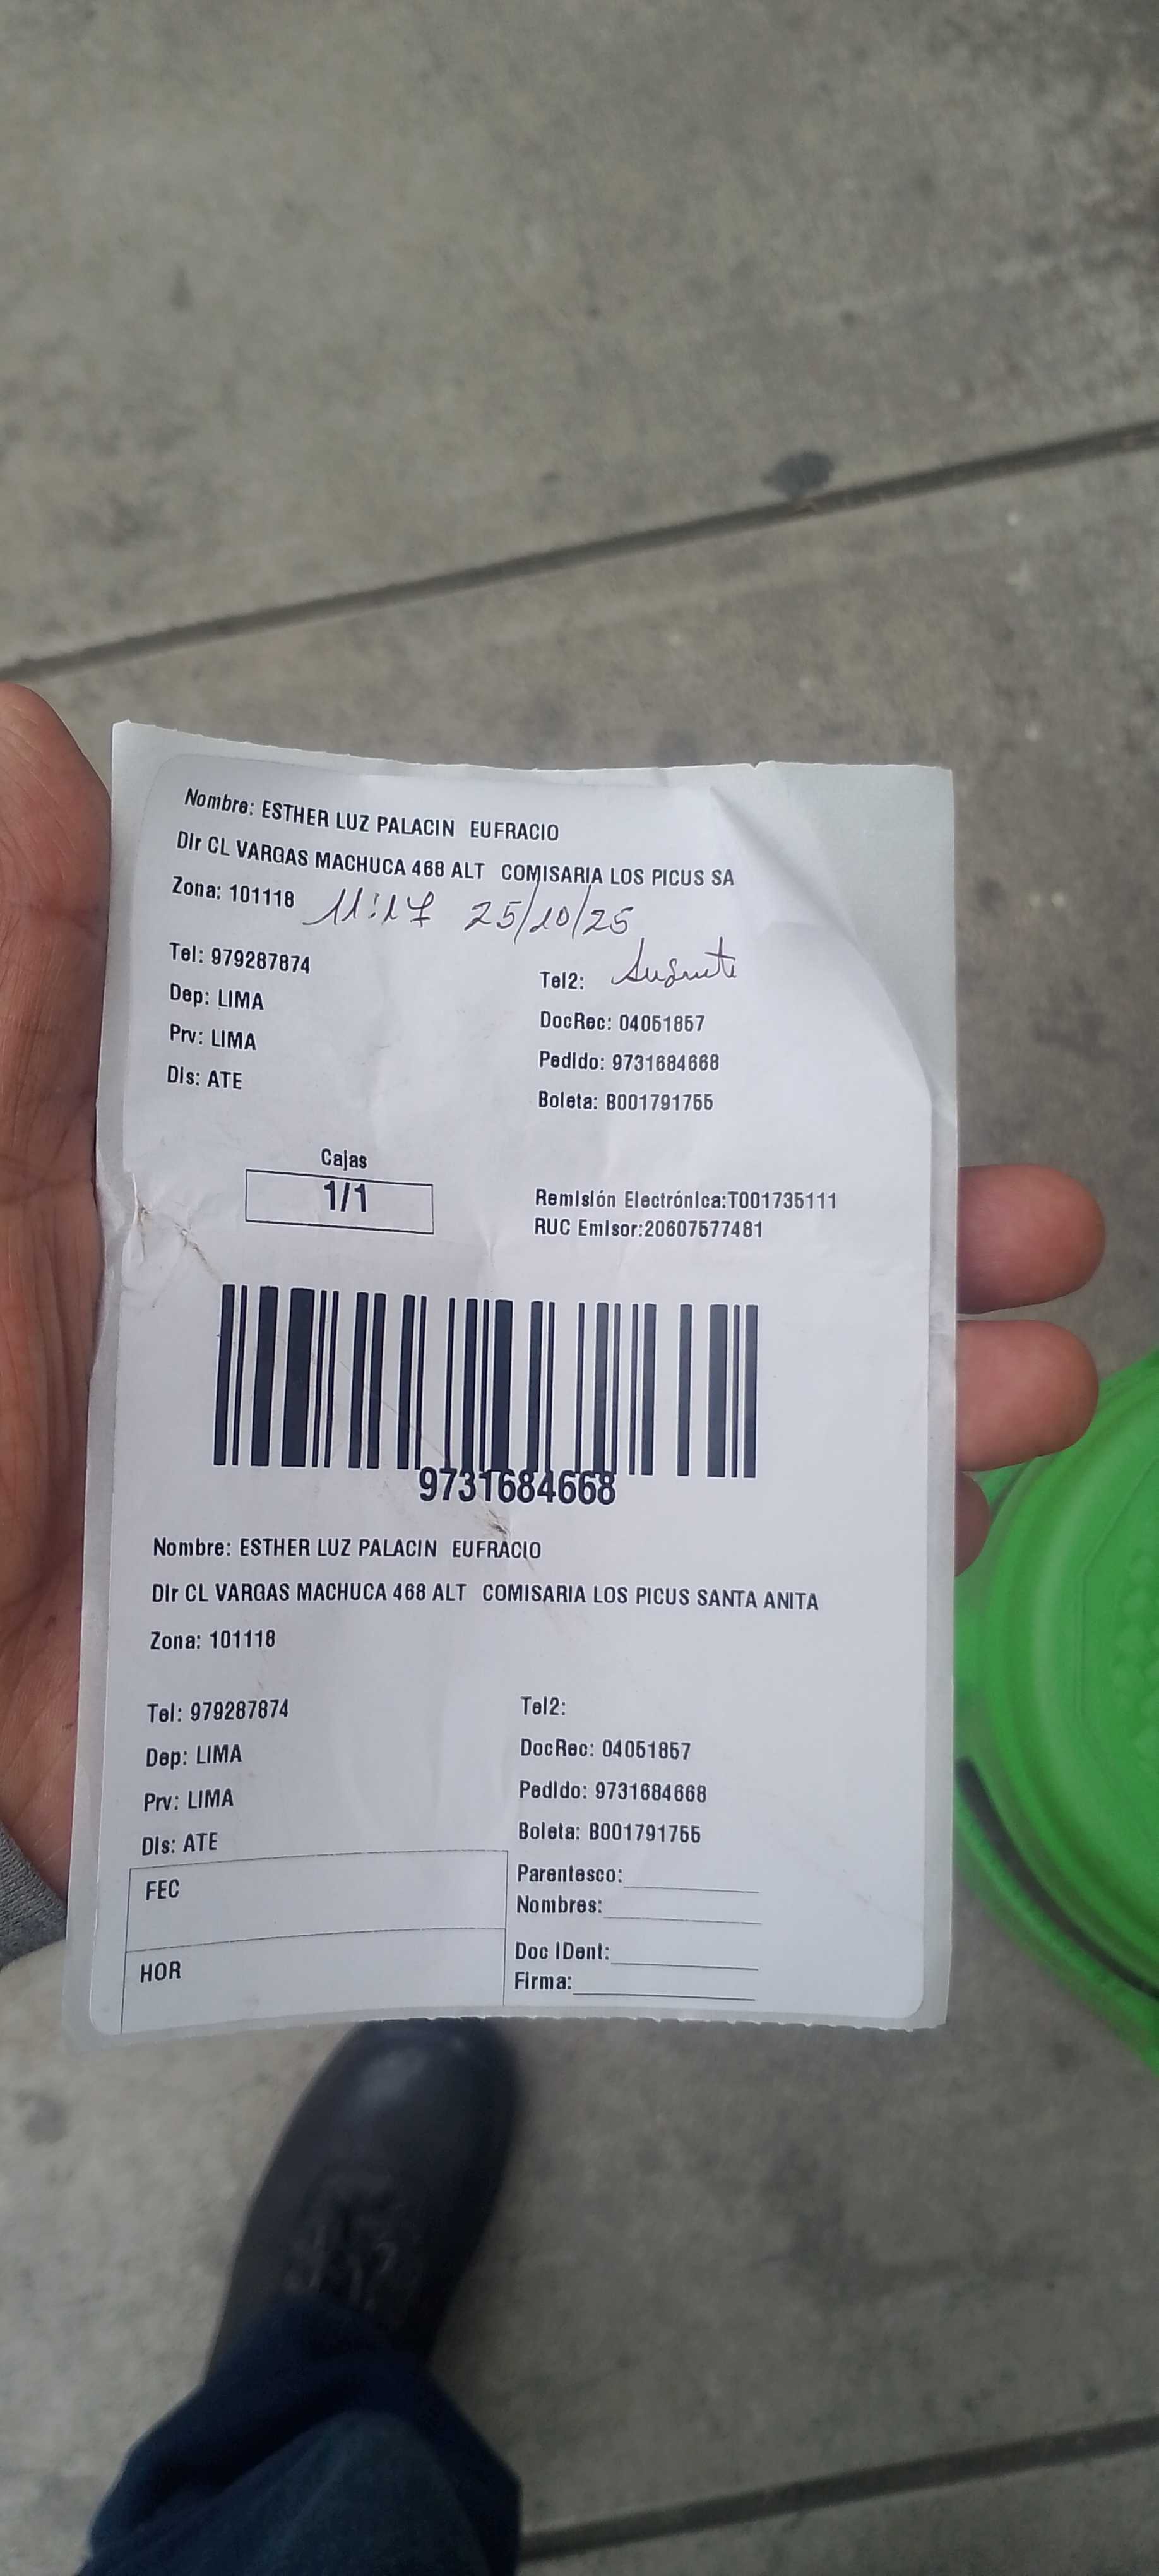 Nombre: ESTHER LUZ PALACIN EUFRACIO
Dir CL VARGAS MACHUCA 468 ALT COMISARIA LOS PICUS SA
Zona: 101118 11:17 25/10/25
Tel: 979287874 Tel2:
Dep: LIMA DocRec: 04051857
Prv: LIMA Pedido: 9731684668
Dis: ATE Boleta: B001791755
Cajas
1/1
Remisión Electrónica:T001735111
RUC Emisor:20607577481
9731684668
Nombre: ESTHER LUZ PALACIN EUFRACIO
Dir CL VARGAS MACHUCA 468 ALT COMISARIA LOS PICUS SANTA ANITA
Zona: 101118
Tel: 979287874 Tel2:
Dep: LIMA DocRec: 04051857
Prv: LIMA Pedido: 9731684668
Dis: ATE Boleta: B001791755
FEC Parentesco:
Nombres:
HOR Doc IDent:
Firma: